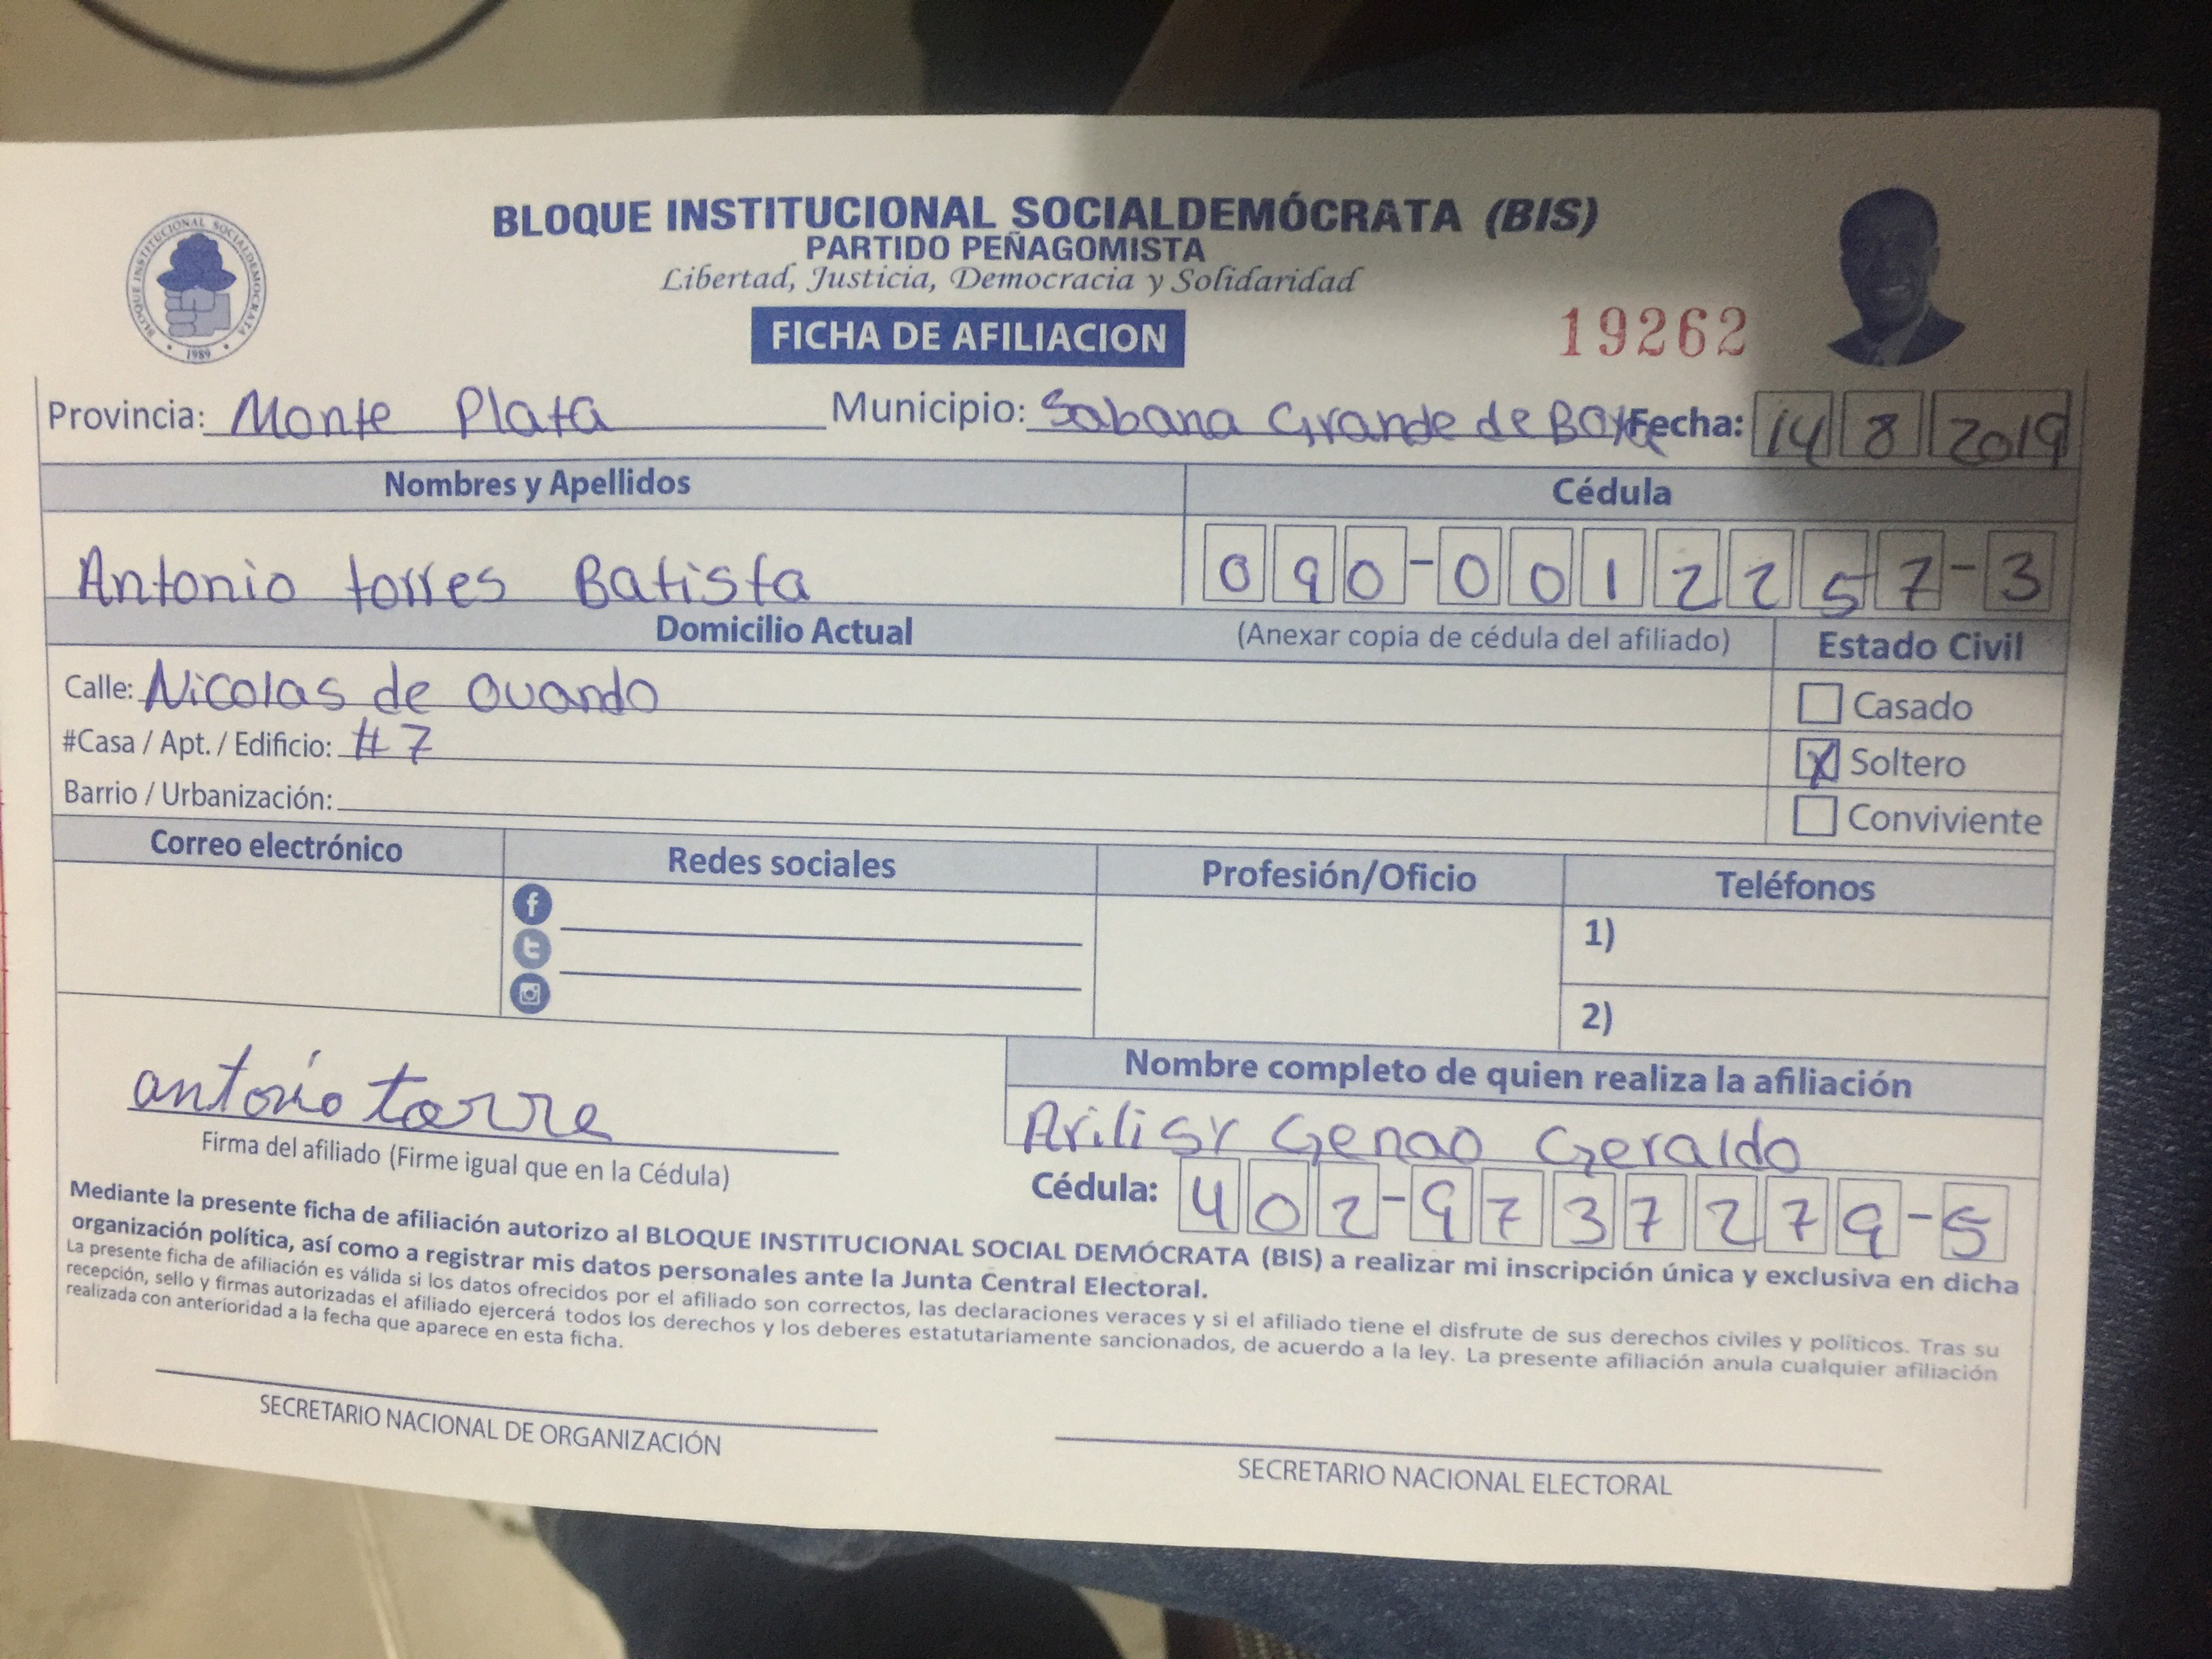 BLOQUE INSTITUCIONAL SOCIALDEMÓCRATA (BIS)
PARTIDO PEÑAGOMISTA
Libertad, Justicia, Democracia y Solidaridad
BLOQUE INSTITUCIONAL SOCIALDEMOCRATA
1989
FICHA DE AFILIACION
19262
Provincia: Monte Plata Municipio: Sabana Grande de Boya Fecha: 14 8 2019
Nombres y Apellidos Cédula
Antonio torres Batista 090-0012257-3
Domicilio Actual (Anexar copia de cédula del afiliado) Estado Civil
Calle: Nicolas de Ovando
Casado
#Casa / Apt. / Edificio: #7
X Soltero
Barrio / Urbanización:
Conviviente
Correo electrónico Redes sociales Profesión/Oficio Teléfonos
1)
2)
antonio torre
Firma del afiliado (Firme igual que en la Cédula)
Nombre completo de quien realiza la afiliación
Arilisy Genao Geraldo
Cédula: 402-9737279-5
Mediante la presente ficha de afiliación autorizo al BLOQUE INSTITUCIONAL SOCIAL DEMÓCRATA (BIS) a realizar mi inscripción única y exclusiva en dicha
organización política, así como a registrar mis datos personales ante la Junta Central Electoral.
La presente ficha de afiliación es válida si los datos ofrecidos por el afiliado son correctos, las declaraciones veraces y si el afiliado tiene el disfrute de sus derechos civiles y políticos. Tras su
recepción, sello y firmas autorizadas el afiliado ejercerá todos los derechos y los deberes estatutariamente sancionados, de acuerdo a la ley. La presente afiliación anula cualquier afiliación
realizada con anterioridad a la fecha que aparece en esta ficha.
SECRETARIO NACIONAL DE ORGANIZACIÓN
SECRETARIO NACIONAL ELECTORAL